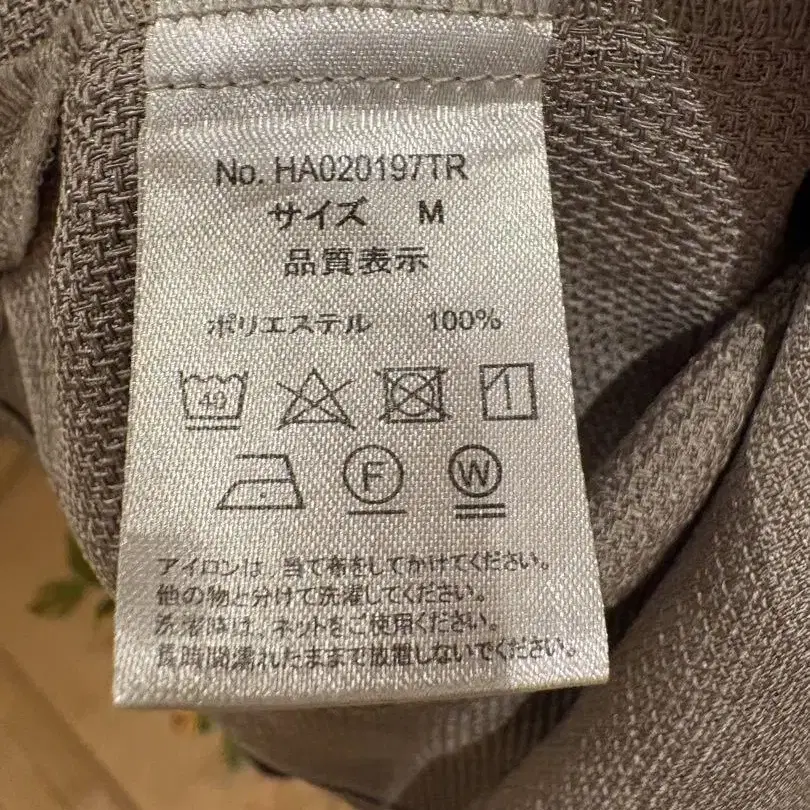 No. HA020197TR
サイズ M
品質表示
ポリエステル 100%
40
F W
アイロンは、当て布をしてかけてください。
他の物と分けて洗濯してください。
洗濯時は、ネットをご使用ください。
長時間濡れたままで放置しないでください。